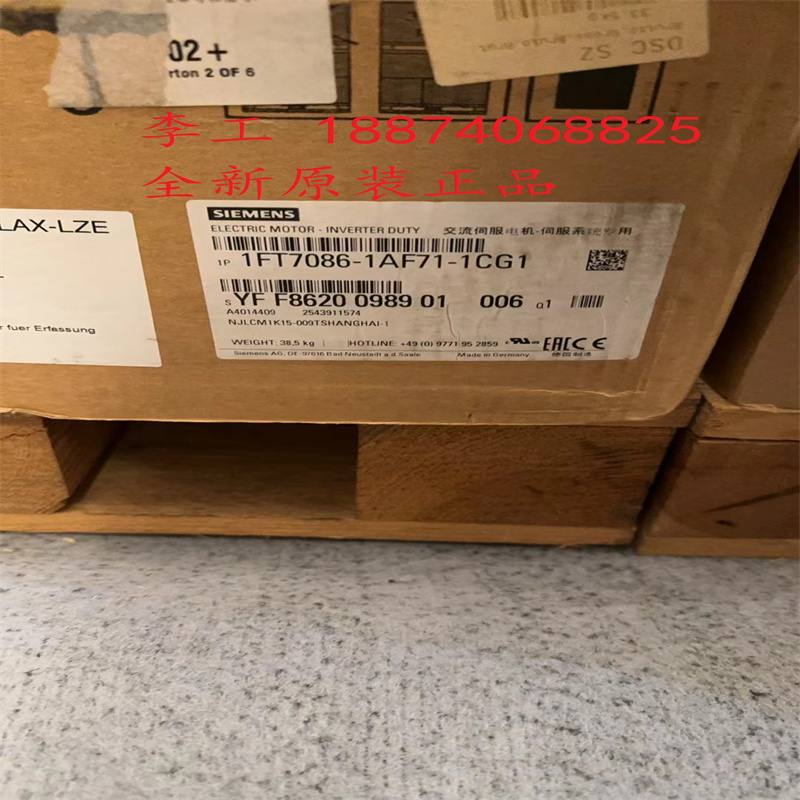 02+
rton 2 OF 6
DSC SZ
李工 18874068825
全新原装正品
LAX-LZE
r fuer Erfassung
SIEMENS
ELECTRIC MOTOR - INVERTER DUTY 交流伺服电机-伺服系统专用
1P 1FT7086-1AF71-1CG1
S YF F8620 0989 01 006 α1
A4014409 2543911574
NJLCM1K15-009TSHANGHAI-1
WEIGHT: 38,5 kg HOTLINE: +49 (0) 9771 95 2859 EAC CE
Siemens AG, DE-97616 Bad Neustadt a.d.Saale Made in Germany 德国制造